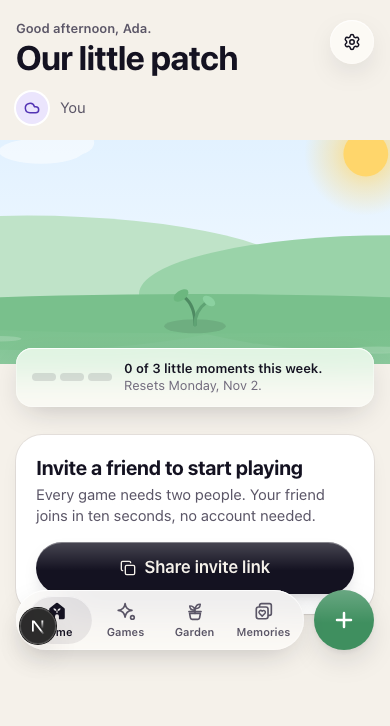 Good afternoon, Ada.
Our little patch
You
0 of 3 little moments this week.
Resets Monday, Nov 2.
Invite a friend to start playing
Every game needs two people. Your friend
joins in ten seconds, no account needed.
Share invite link
N
me
Games
Garden
Memories